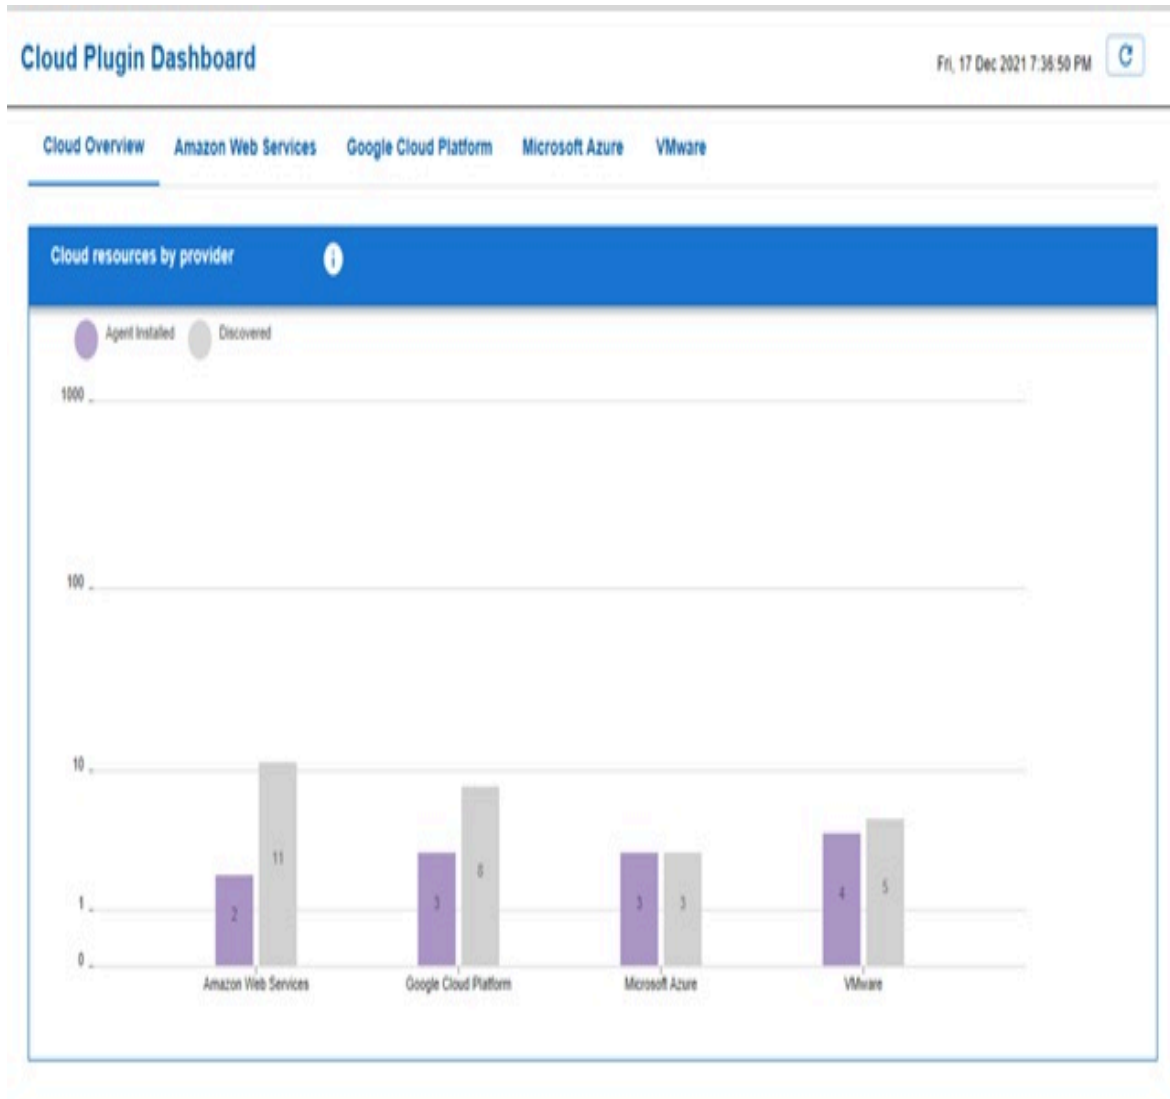 Cloud Plugin Dashboard
Fri, 17 Dec 2021 7:36:50 PM
Cloud Overview Amazon Web Services Google Cloud Platform Microsoft Azure VMware
Cloud resources by provider i
Agent Installed Discovered
1000
100
10
1
0
2 11 3 8 3 3 4 5
Amazon Web Services Google Cloud Platform Microsoft Azure VMware